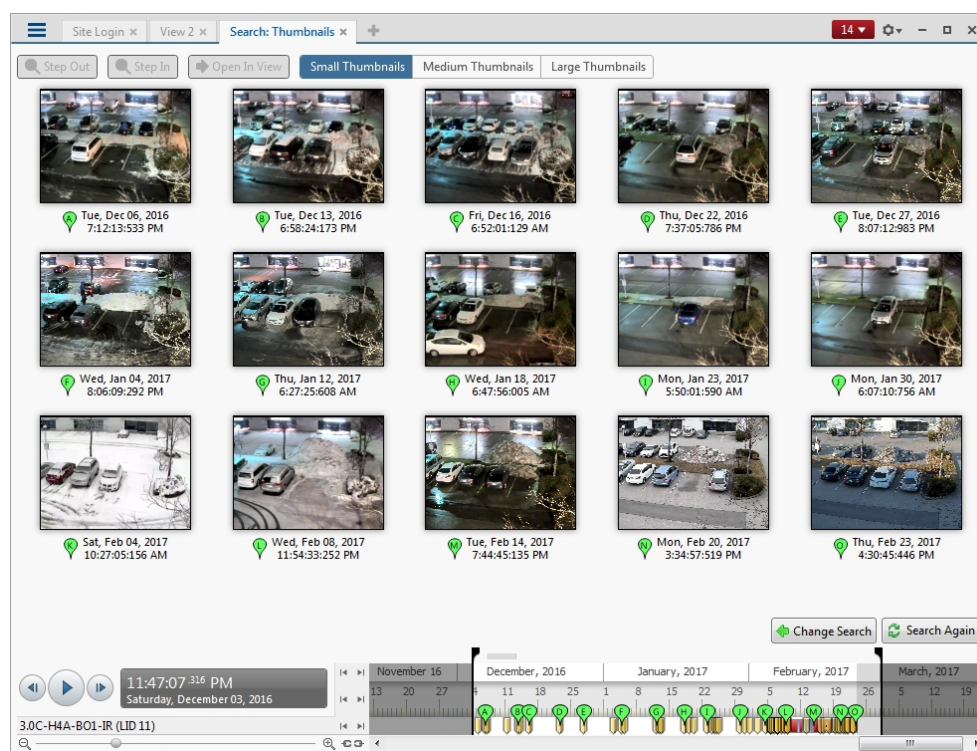 Site Login ×
View 2 ×
Search: Thumbnails ×
14
Step Out
Step In
Open In View
Small Thumbnails
Medium Thumbnails
Large Thumbnails
A Tue, Dec 06, 2016
7:12:13:533 PM
B Tue, Dec 13, 2016
6:58:24:173 PM
C Fri, Dec 16, 2016
6:52:01:129 AM
D Thu, Dec 22, 2016
7:37:05:786 PM
E Tue, Dec 27, 2016
8:07:12:983 PM
F Wed, Jan 04, 2017
8:06:09:292 PM
G Thu, Jan 12, 2017
6:27:25:608 AM
H Wed, Jan 18, 2017
6:47:56:005 AM
I Mon, Jan 23, 2017
5:50:01:590 AM
J Mon, Jan 30, 2017
6:07:10:756 AM
K Sat, Feb 04, 2017
10:27:05:156 AM
L Wed, Feb 08, 2017
11:54:33:252 PM
M Tue, Feb 14, 2017
7:44:45:135 PM
N Mon, Feb 20, 2017
3:34:57:519 PM
O Thu, Feb 23, 2017
4:30:45:446 PM
Change Search
Search Again
11:47:07.316 PM
Saturday, December 03, 2016
November 16
December, 2016
January, 2017
February, 2017
March, 2017
13 20 27 4 11 18 25 1 8 15 22 29 5 12 19 26 5 12 19
A B C D E F G H I J K L M N O
3.0C-H4A-BO1-IR (LID 11)